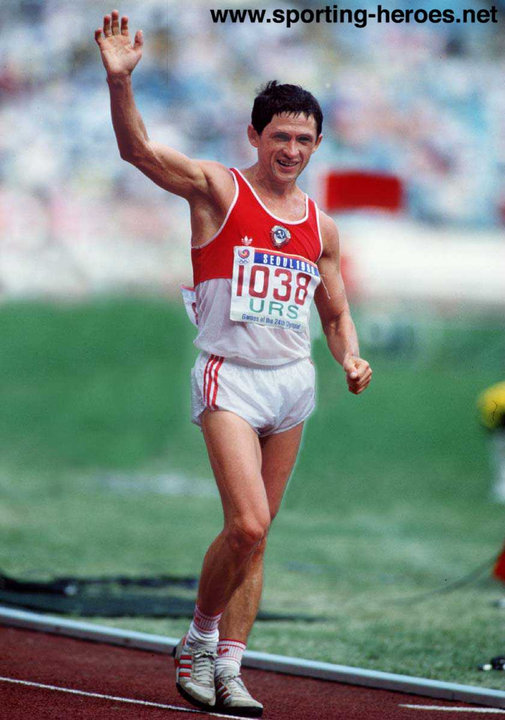 www.sporting-heroes.net
SEOUL 1988
1038
URS
Games of the 24th Olympiad